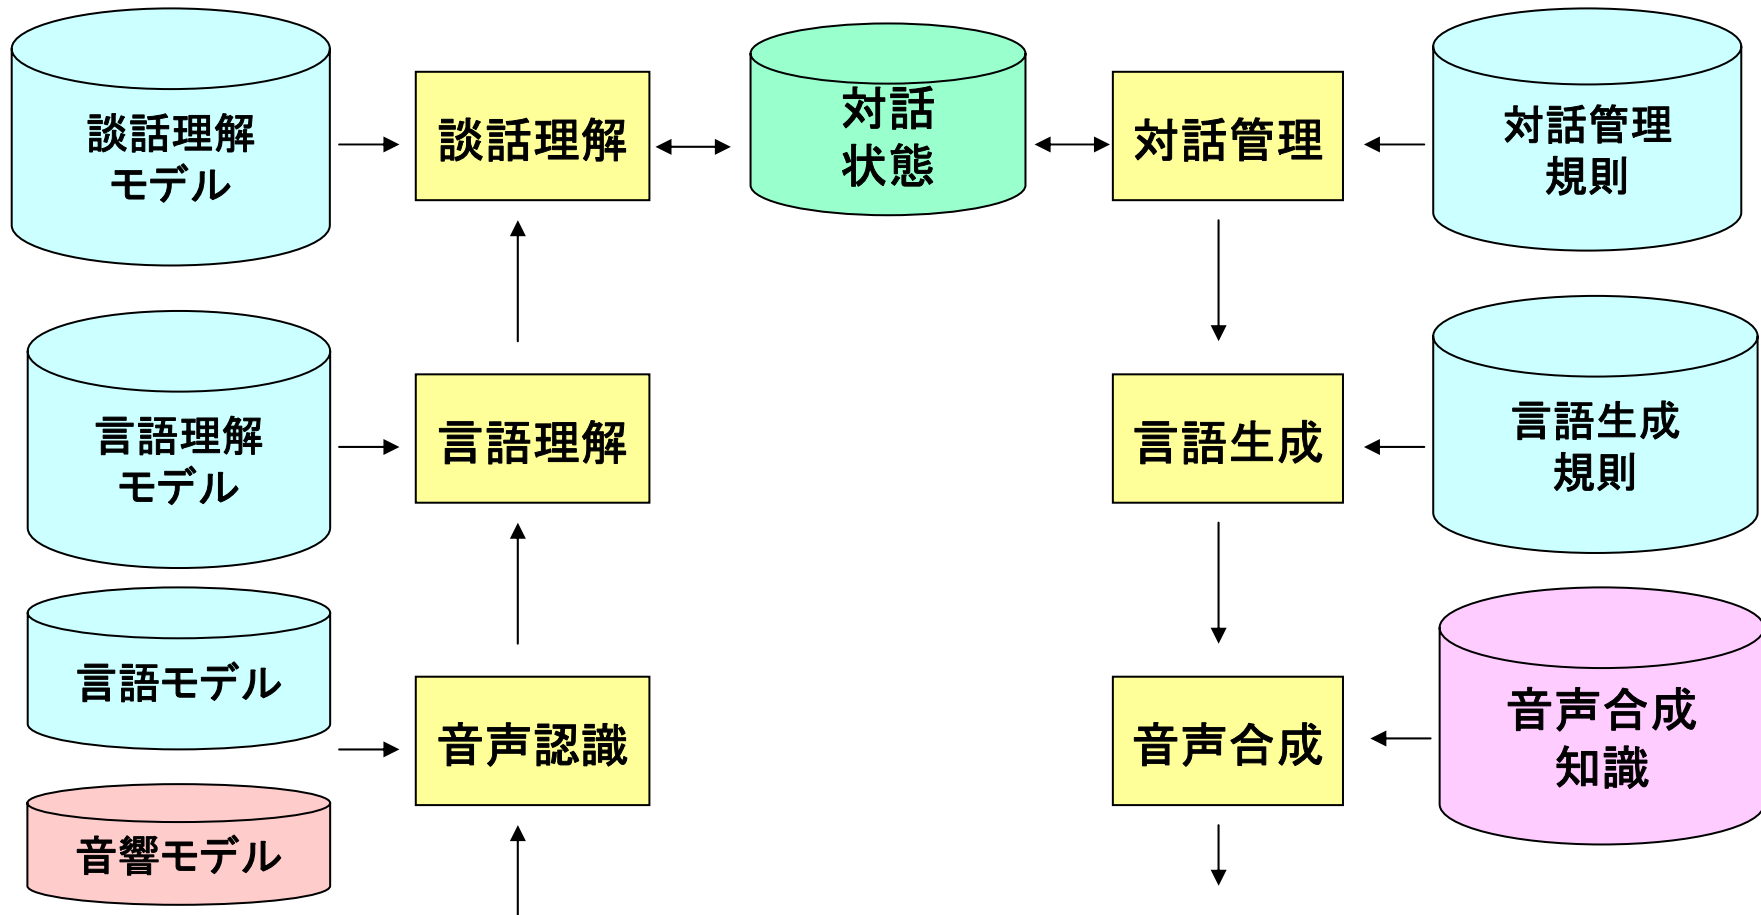 談話理解
モデル
談話理解
対話
状態
対話管理
対話管理
規則
言語理解
モデル
言語理解
言語生成
言語生成
規則
言語モデル
音声認識
音声合成
音声合成
知識
音響モデル